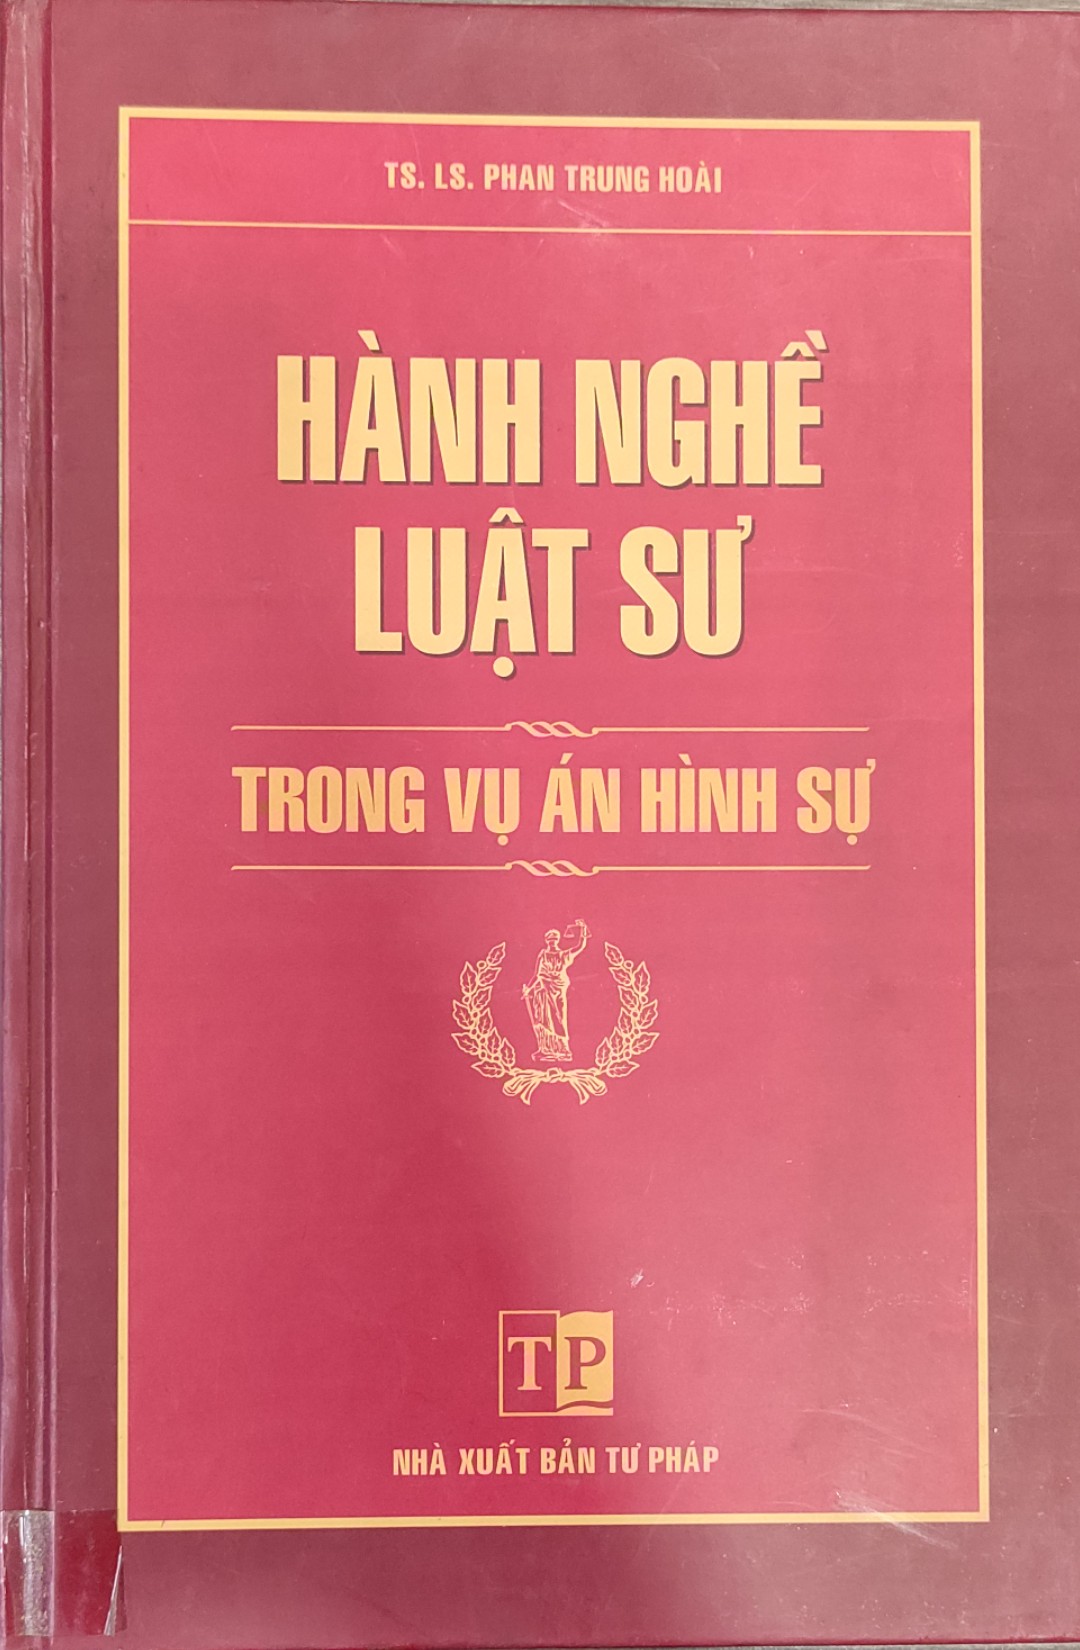 TS. LS. PHAN TRUNG HOÀI
HÀNH NGHỀ
LUẬT SƯ
TRONG VỤ ÁN HÌNH SỰ
TP
NHÀ XUẤT BẢN TƯ PHÁP